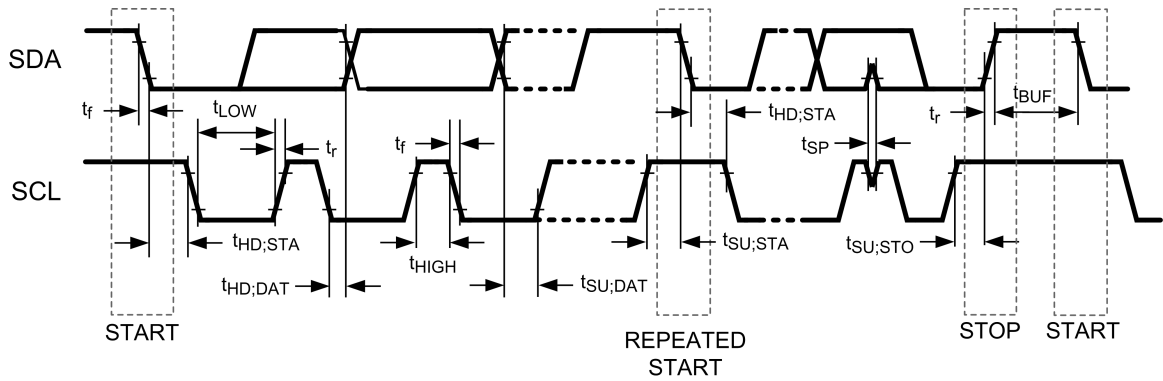 SDA
tf
tLOW
tr
tf
tHD;STA
tSP
tr
tBUF
SCL
tHD;STA
tHD;DAT
tHIGH
tSU;DAT
tSU;STA
tSU;STO
START
REPEATED
START
STOP
START